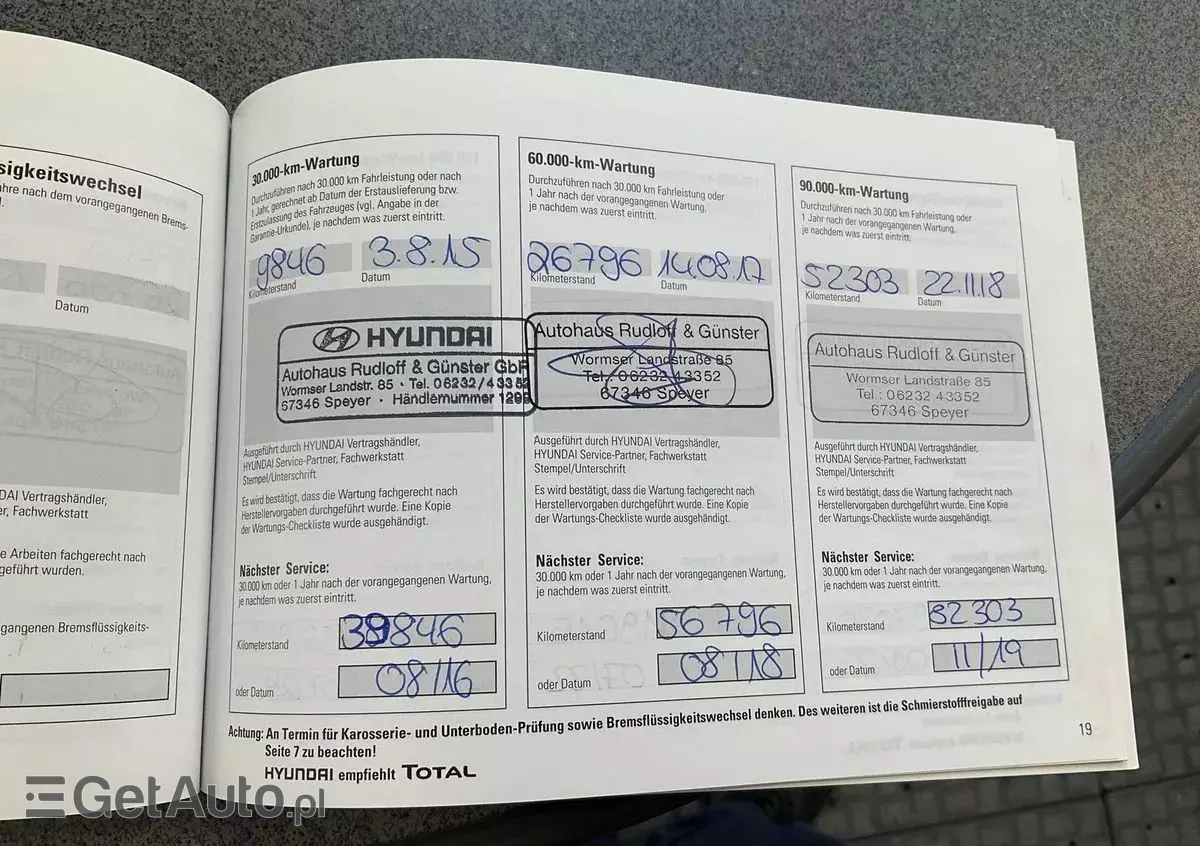 sigkeitswechsel
ahre nach dem vorangegangenen Brems-
Datum
DAI Vertragshändler,
er, Fachwerkstatt
e Arbeiten fachgerecht nach
geführt wurden.
gangenen Bremsflüssigkeits-
30.000-km-Wartung
Durchzuführen nach 30.000 km Fahrleistung oder nach
1 Jahr, gerechnet ab Datum der Erstauslieferung bzw.
Erstzulassung des Fahrzeuges (vgl. Angabe in der
Garantie-Urkunde), je nachdem was zuerst eintritt.
9846 3.8.15
Kilometerstand Datum
HYUNDAI
Autohaus Rudloff & Günster GbR
Wormser Landstr. 85 · Tel. 06232/43352
67346 Speyer · Händlernummer
Ausgeführt durch HYUNDAI Vertragshändler,
HYUNDAI Service-Partner, Fachwerkstatt
Stempel/Unterschrift
Es wird bestätigt, dass die Wartung fachgerecht nach
Herstellervorgaben durchgeführt wurde. Eine Kopie
der Wartungs-Checkliste wurde ausgehändigt.
Nächster Service:
30.000 km oder 1 Jahr nach der vorangegangenen Wartung,
je nachdem was zuerst eintritt.
Kilometerstand 39846
oder Datum 08/16
60.000-km-Wartung
Durchzuführen nach 30.000 km Fahrleistung oder
1 Jahr nach der vorangegangenen Wartung,
je nachdem was zuerst eintritt.
26796 14.08.17
Kilometerstand Datum
Autohaus Rudloff & Günster
Wormser Landstraße 85
Tel.: 06232 43352
67346 Speyer
Ausgeführt durch HYUNDAI Vertragshändler,
HYUNDAI Service-Partner, Fachwerkstatt
Stempel/Unterschrift
Es wird bestätigt, dass die Wartung fachgerecht nach
Herstellervorgaben durchgeführt wurde. Eine Kopie
der Wartungs-Checkliste wurde ausgehändigt.
Nächster Service:
30.000 km oder 1 Jahr nach der vorangegangenen Wartung,
je nachdem was zuerst eintritt.
Kilometerstand 56796
oder Datum 08/18
90.000-km-Wartung
Durchzuführen nach 30.000 km Fahrleistung oder
1 Jahr nach der vorangegangenen Wartung,
je nachdem was zuerst eintritt.
52303 22.11.18
Kilometerstand Datum
Autohaus Rudloff & Günster
Wormser Landstraße 85
Tel.: 06232 43352
67346 Speyer
Ausgeführt durch HYUNDAI Vertragshändler,
HYUNDAI Service-Partner, Fachwerkstatt
Stempel/Unterschrift
Es wird bestätigt, dass die Wartung fachgerecht nach
Herstellervorgaben durchgeführt wurde. Eine Kopie
der Wartungs-Checkliste wurde ausgehändigt.
Nächster Service:
30.000 km oder 1 Jahr nach der vorangegangenen Wartung,
je nachdem was zuerst eintritt.
Kilometerstand 82303
oder Datum 11/19
Achtung: An Termin für Karosserie- und Unterboden-Prüfung sowie Bremsflüssigkeitswechsel denken. Des weiteren ist die Schmierstofffreigabe auf
Seite 7 zu beachten!
HYUNDAI empfiehlt TOTAL
19
GetAuto.pl